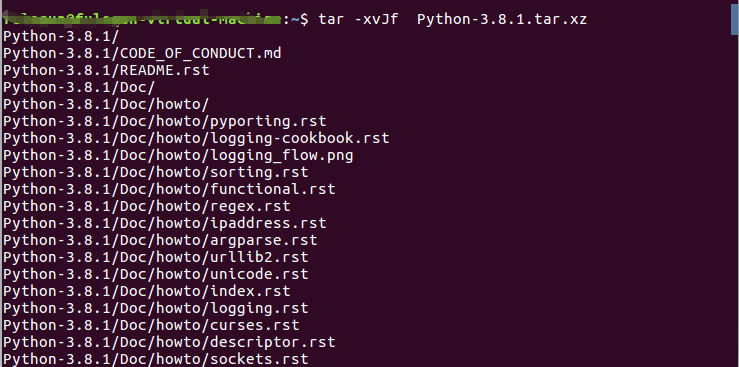 :~$ tar -xvJf  Python-3.8.1.tar.xz
Python-3.8.1/
Python-3.8.1/CODE_OF_CONDUCT.md
Python-3.8.1/README.rst
Python-3.8.1/Doc/
Python-3.8.1/Doc/howto/
Python-3.8.1/Doc/howto/pyporting.rst
Python-3.8.1/Doc/howto/logging-cookbook.rst
Python-3.8.1/Doc/howto/logging_flow.png
Python-3.8.1/Doc/howto/sorting.rst
Python-3.8.1/Doc/howto/functional.rst
Python-3.8.1/Doc/howto/regex.rst
Python-3.8.1/Doc/howto/ipaddress.rst
Python-3.8.1/Doc/howto/argparse.rst
Python-3.8.1/Doc/howto/urllib2.rst
Python-3.8.1/Doc/howto/unicode.rst
Python-3.8.1/Doc/howto/index.rst
Python-3.8.1/Doc/howto/logging.rst
Python-3.8.1/Doc/howto/curses.rst
Python-3.8.1/Doc/howto/descriptor.rst
Python-3.8.1/Doc/howto/sockets.rst